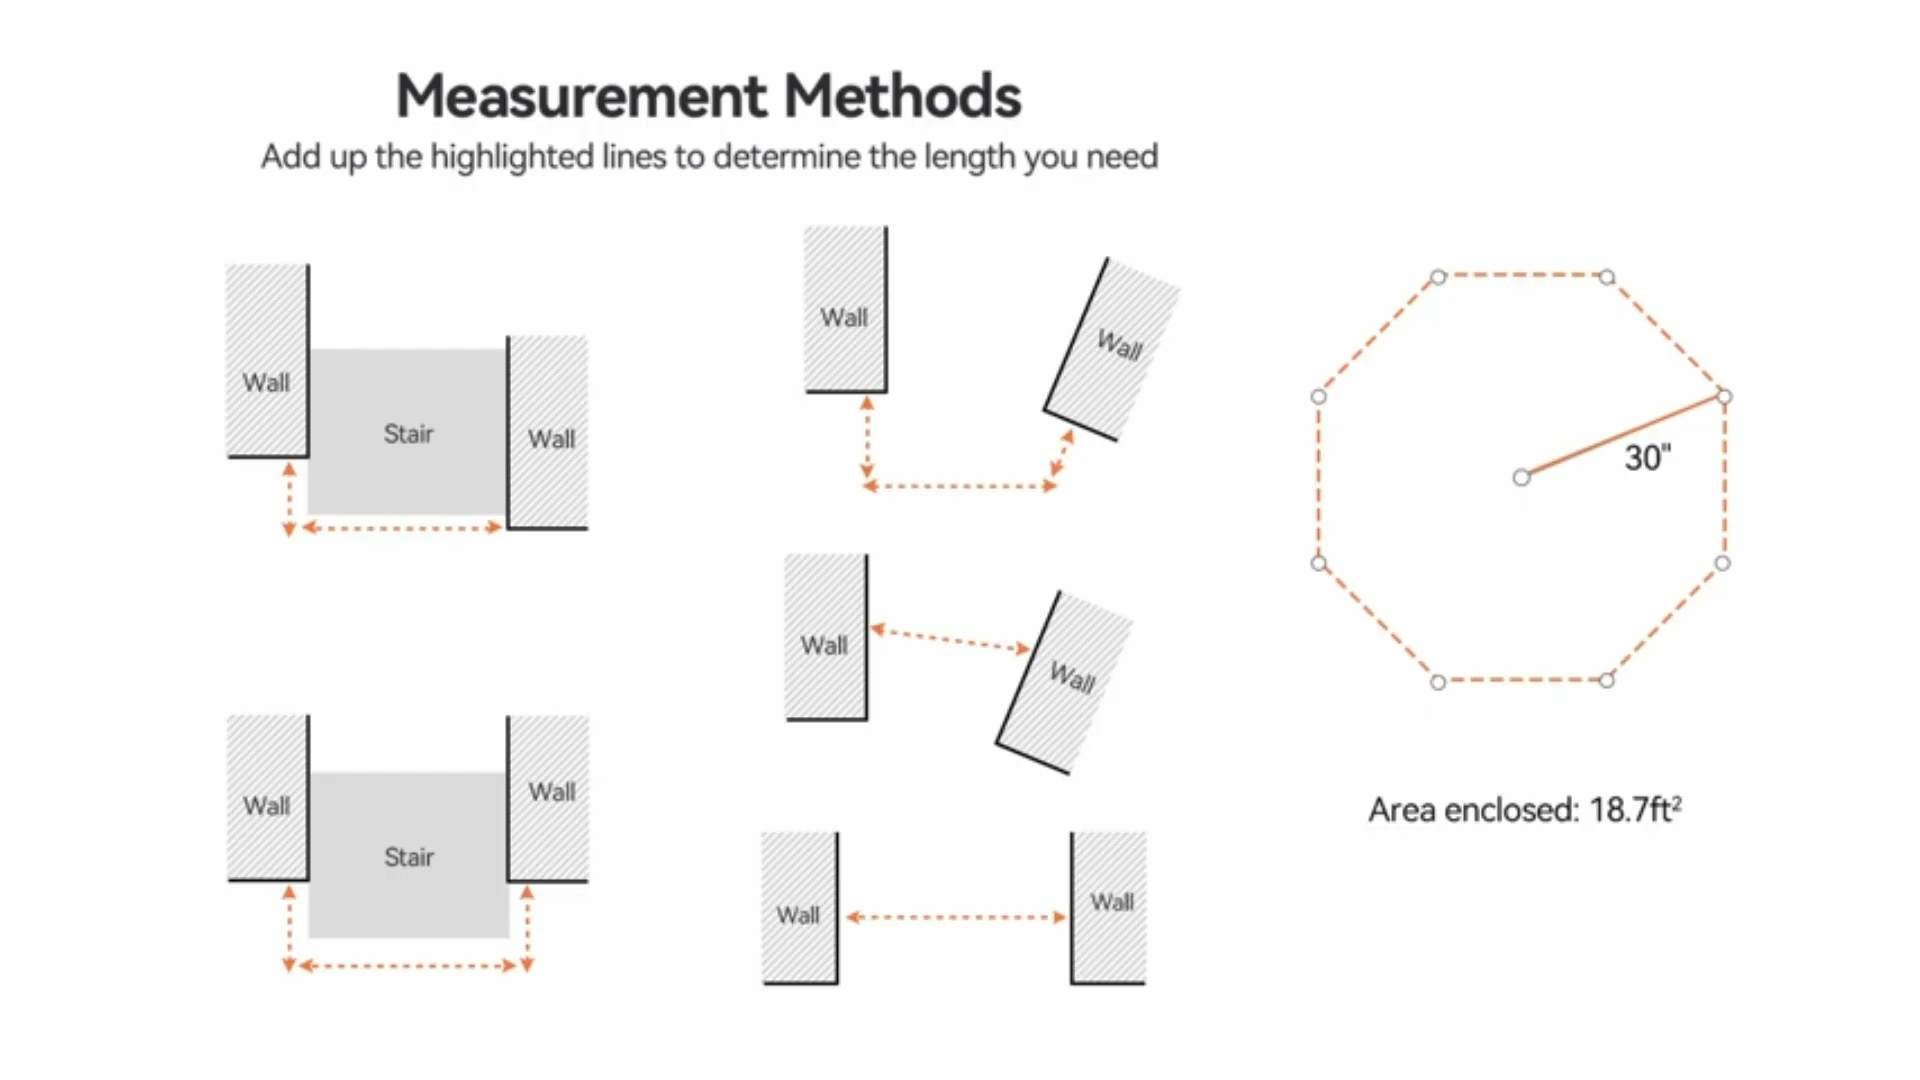 Measurement Methods
Add up the highlighted lines to determine the length you need
Wall
Stair
Wall
Wall
Stair
Wall
Wall
Wall
Wall
Wall
Wall
Wall
30"
Area enclosed: 18.7ft²